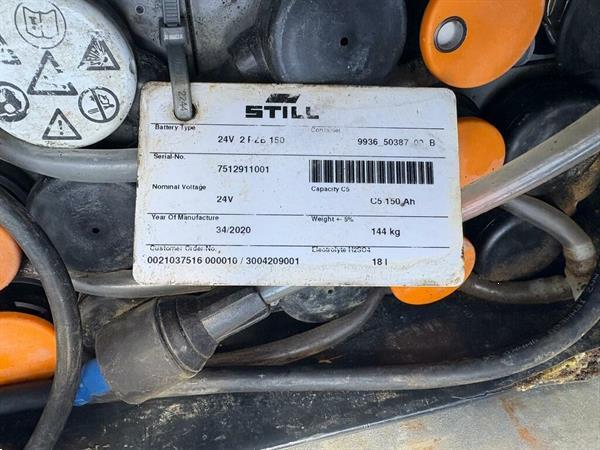 STILL
Battery Type
Container
24V 2 PZB 150
9936_50387_00_B
Serial-No.
7512911001
Nominal Voltage
Capacity C5
24V
C5 150 Ah
Year Of Manufacture
Weight +- 5%
34/2020
144 kg
Customer Order No.
Electrolyte H2SO4
0021037516 000010 / 3004209001
18 l